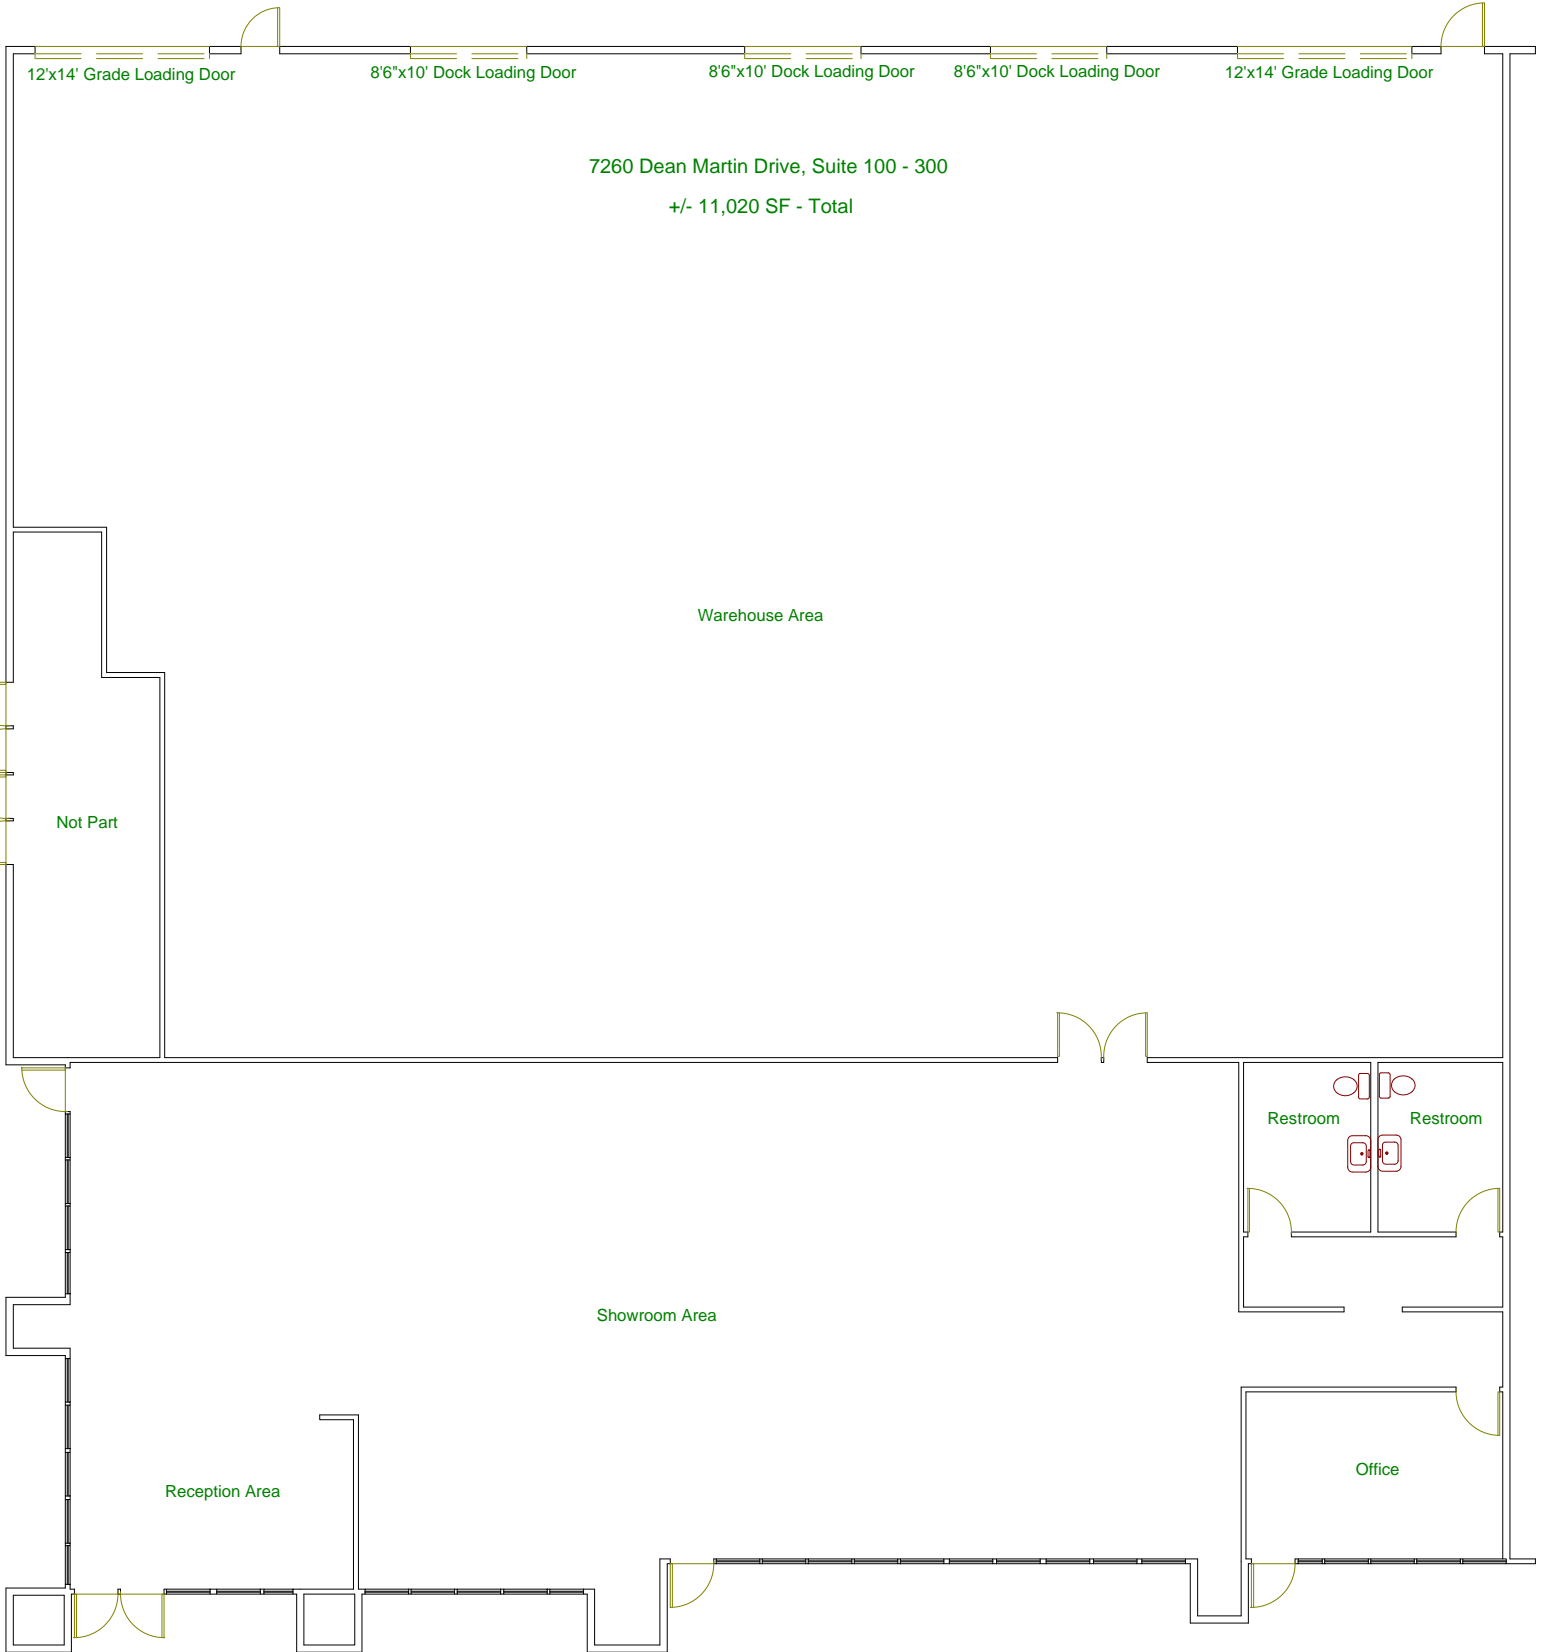 12'x14' Grade Loading Door
8'6"x10' Dock Loading Door
8'6"x10' Dock Loading Door
8'6"x10' Dock Loading Door
12'x14' Grade Loading Door
7260 Dean Martin Drive, Suite 100 - 300
+/- 11,020 SF - Total
Warehouse Area
Not Part
Restroom
Restroom
Showroom Area
Office
Reception Area